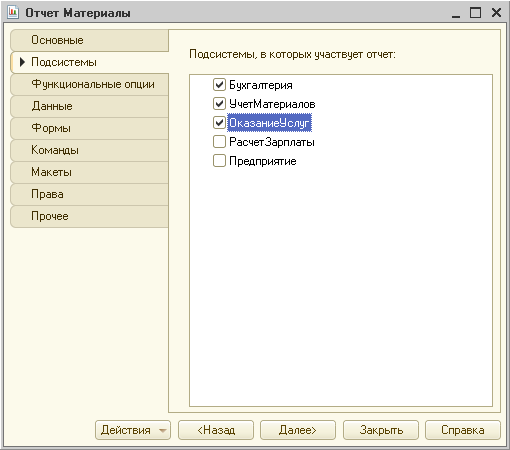 Отчет Материалы
Основные
Подсистемы
Функциональные опции
Данные
Формы
Команды
Макеты
Права
Прочее
Подсистемы, в которых участвует отчет:
Бухгалтерия
УчетМатериалов
ОказаниеУслуг
РасчетЗарплаты
Предприятие
Действия
<Назад
Далее>
Закрыть
Справка